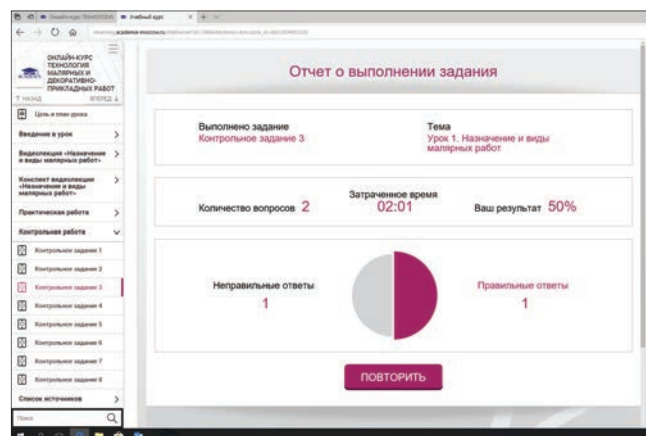 Учебный курс
ОНЛАЙН-КУРС
ТЕХНОЛОГИЯ
МАЛЯРНЫХ И
ДЕКОРАТИВНО-
ПРИКЛАДНЫХ РАБОТ
НАЗАД
ВПЕРЕД
Цель и план урока
Введение в урок
Видеолекция «Назначение
и виды малярных работ»
Конспект видеолекции
«Назначение и виды
малярных работ»
Практическая работа
Контрольная работа
Контрольное задание 1
Контрольное задание 2
Контрольное задание 3
Контрольное задание 4
Контрольное задание 5
Контрольное задание 6
Контрольное задание 7
Контрольное задание 8
Список источников
Поиск
Отчет о выполнении задания
Выполнено задание
Контрольное задание 3
Тема
Урок 1. Назначение и виды
малярных работ
Количество вопросов 2
Затраченное время
02:01
Ваш результат 50%
Неправильные ответы
1
Правильные ответы
1
ПОВТОРИТЬ